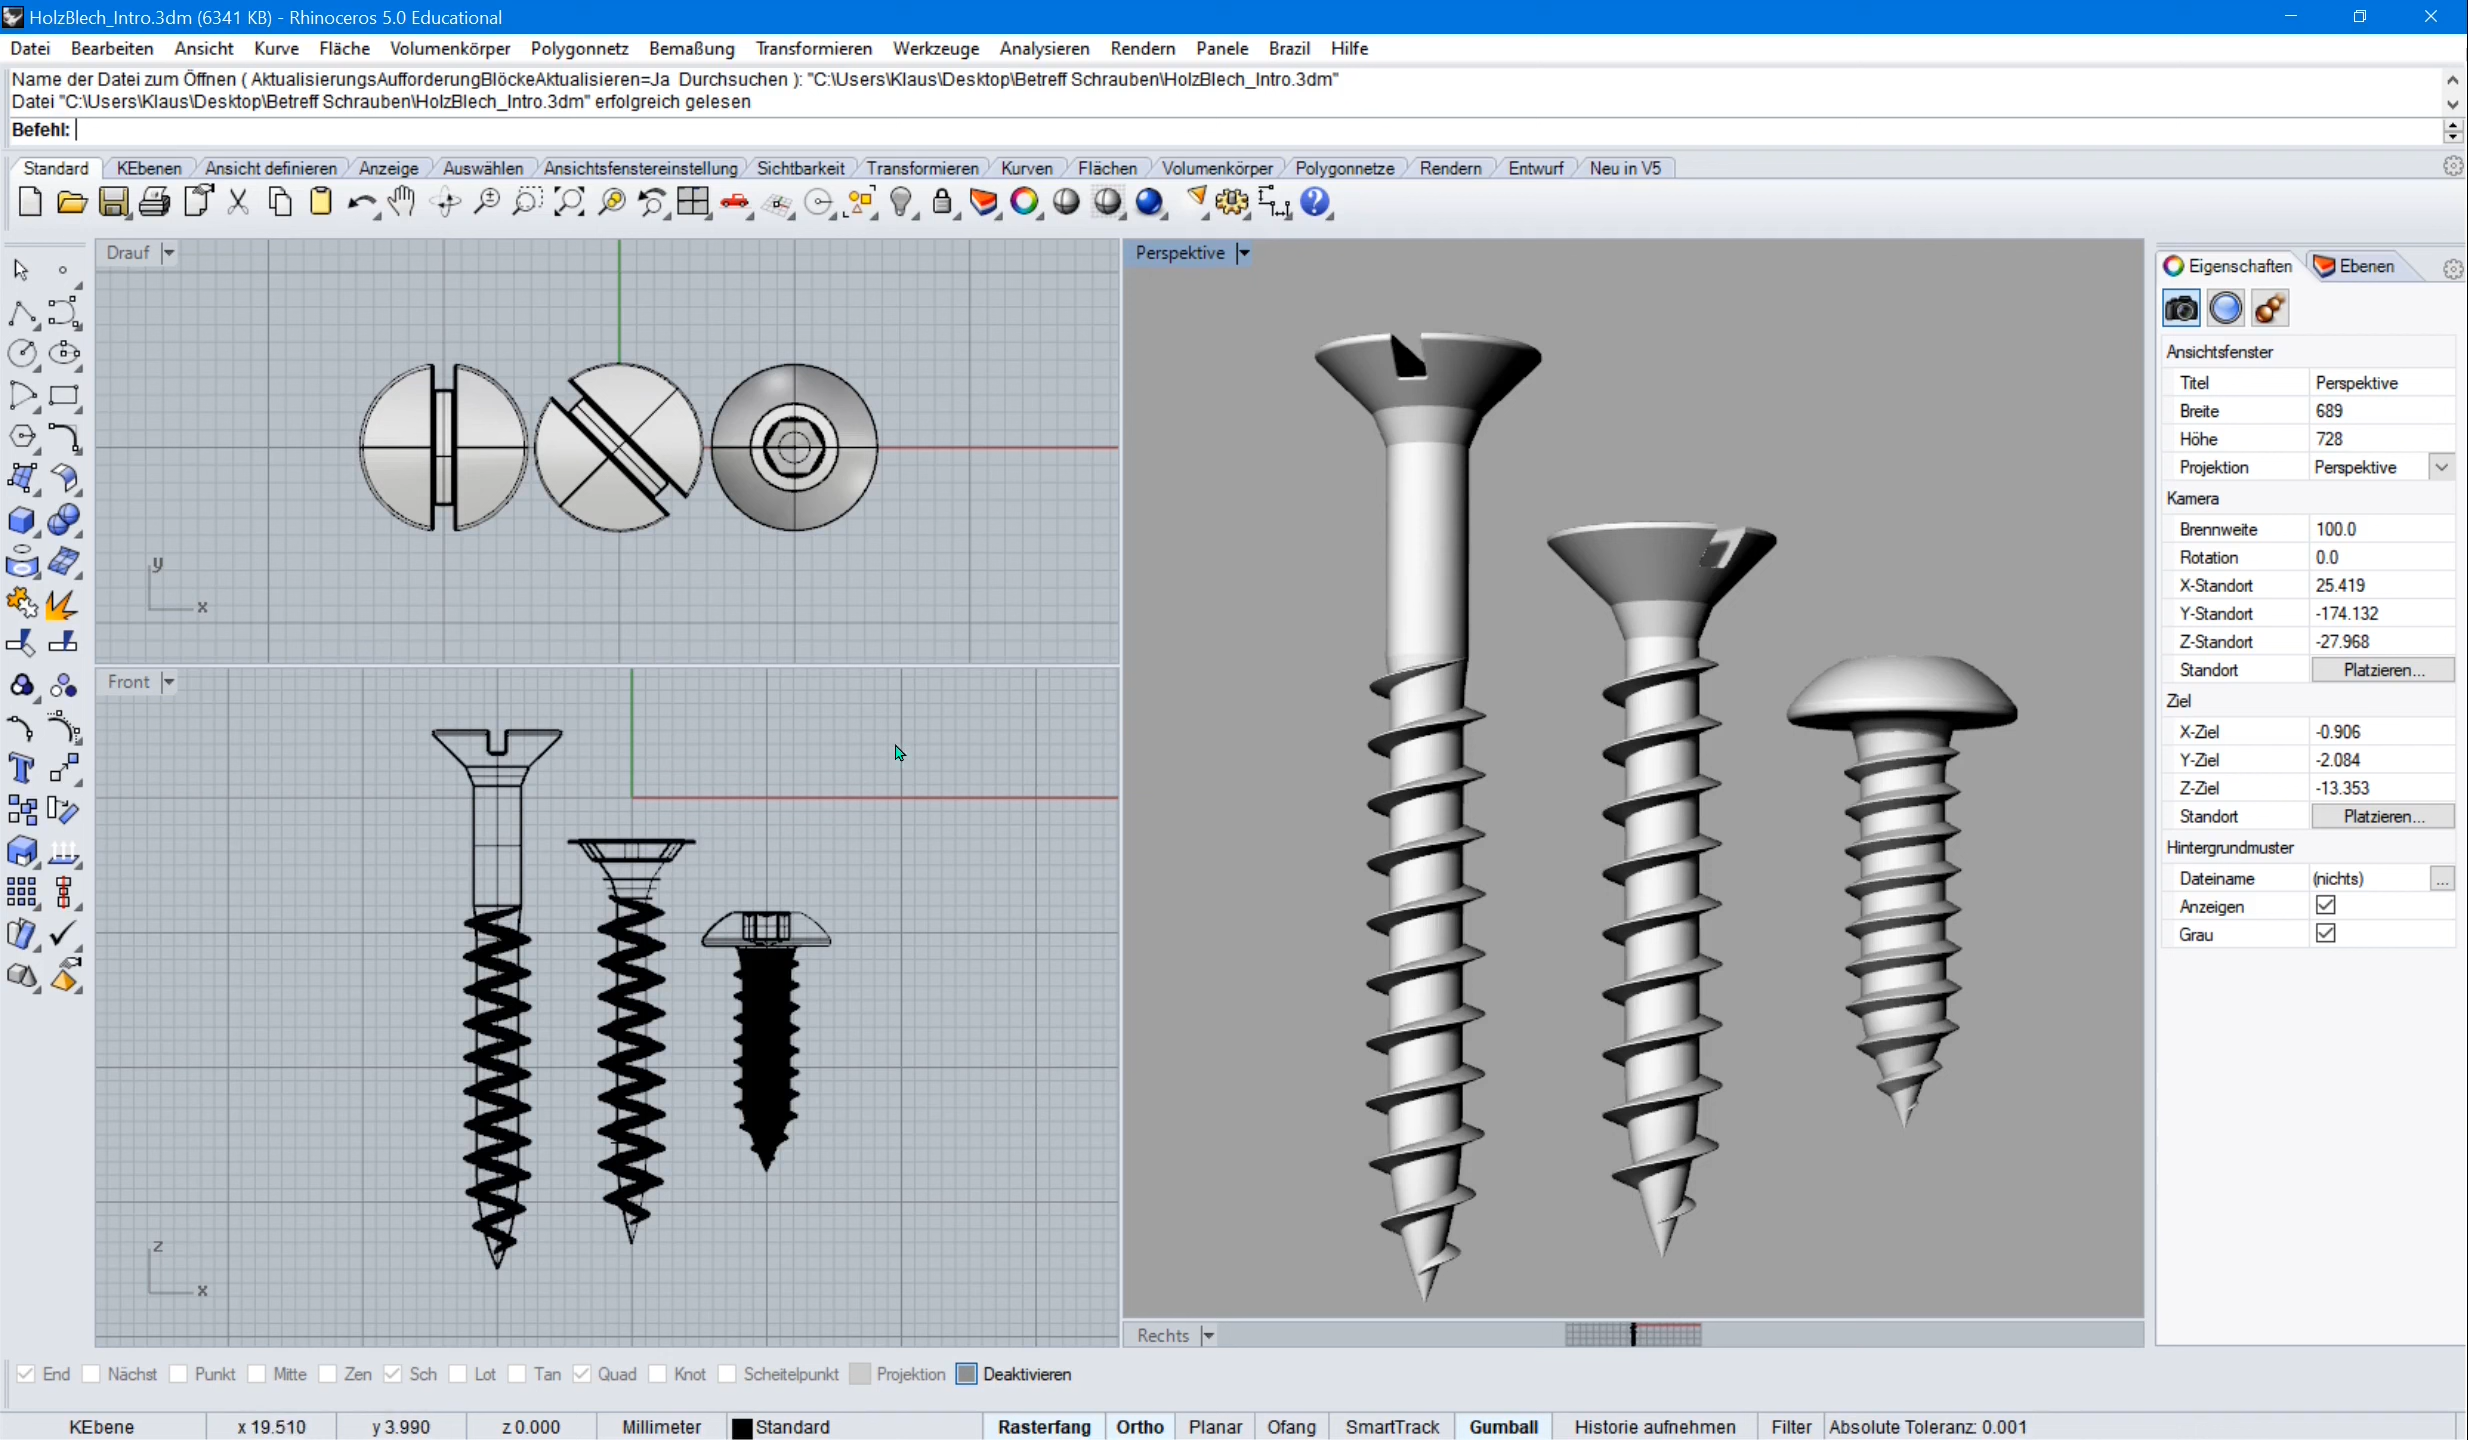 HolzBlech_Intro.3dm (6341 KB) - Rhinoceros 5.0 Educational
Datei Bearbeiten Ansicht Kurve Fläche Volumenkörper Polygonnetz Bemaßung Transformieren Werkzeuge Analysieren Rendern Panele Brazil Hilfe
Name der Datei zum Öffnen ( AktualisierungsAufforderungBlöckeAktualisieren=Ja Durchsuchen ): "C:\Users\Klaus\Desktop\Betreff Schrauben\HolzBlech_Intro.3dm"
Datei "C:\Users\Klaus\Desktop\Betreff Schrauben\HolzBlech_Intro.3dm" erfolgreich gelesen
Befehl:
Standard KEbenen Ansicht definieren Anzeige Auswählen Ansichtsfenstereinstellung Sichtbarkeit Transformieren Kurven Flächen Volumenkörper Polygonnetze Rendern Entwurf Neu in V5
Drauf
y
x
Front
z
x
Perspektive
Rechts
Eigenschaften Ebenen
Ansichtsfenster
Titel Perspektive
Breite 689
Höhe 728
Projektion Perspektive
Kamera
Brennweite 100.0
Rotation 0.0
X-Standort 25.419
Y-Standort -174.132
Z-Standort -27.968
Standort Platzieren...
Ziel
X-Ziel -0.906
Y-Ziel -2.084
Z-Ziel -13.353
Standort Platzieren...
Hintergrundmuster
Dateiname (nichts) ...
Anzeigen
Grau
End Nächst Punkt Mitte Zen Sch Lot Tan Quad Knot Scheitelpunkt Projektion Deaktivieren
KEbene x 19.510 y 3.990 z 0.000 Millimeter Standard Rasterfang Ortho Planar Ofang SmartTrack Gumball Historie aufnehmen Filter Absolute Toleranz: 0.001